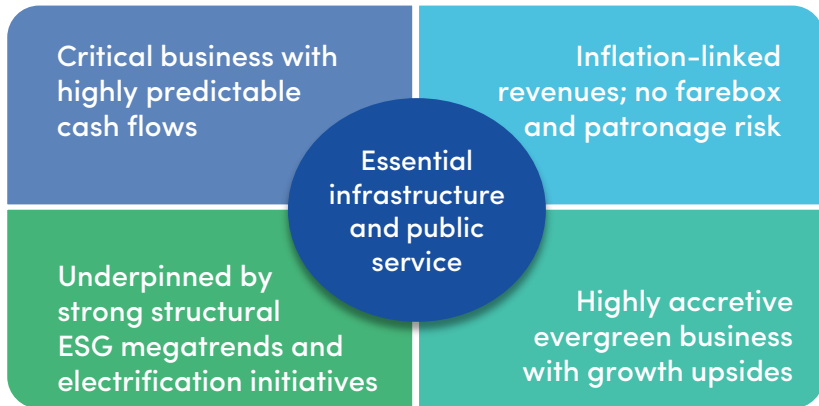 Critical business with
highly predictable
cash flows
Inflation-linked
revenues; no farebox
and patronage risk
Essential
infrastructure
and public
service
Underpinned by
strong structural
ESG megatrends and
electrification initiatives
Highly accretive
evergreen business
with growth upsides